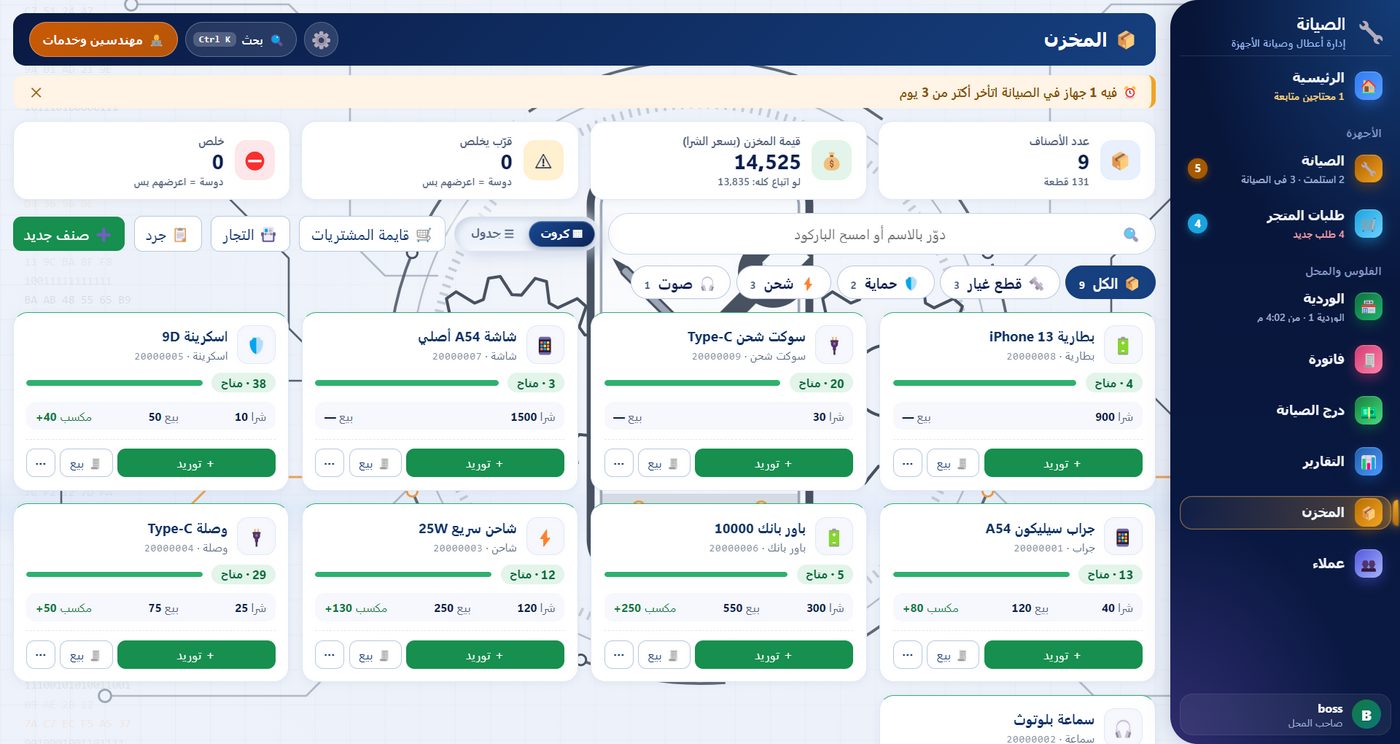 الصيانة
إدارة أعطال وصيانة الأجهزة
الرئيسية
1 محتاجين متابعة
الأجهزة
الصيانة
2 استلمت · 3 في الصيانة
5
طلبات المتجر
4 طلب جديد
4
الفلوس والمحل
الوردية
الوردية 1 · من 4:02 م
فاتورة
درج الصيانة
التقارير
المخزن
عملاء
boss
صاحب المحل
B
المخزن
بحث Ctrl K
مهندسين وخدمات
فيه 1 جهاز في الصيانة اتأخر أكتر من 3 يوم
عدد الأصناف
9
131 قطعة
قيمة المخزن (بسعر الشرا)
14,525
لو اتباع كله: 13,835
قرّب يخلص
0
دوسة = اعرضهم بس
خلص
0
دوسة = اعرضهم بس
دوّر بالاسم أو امسح الباركود
كروت
جدول
قايمة المشتريات
التجار
جرد
صنف جديد
الكل 9
قطع غيار 3
حماية 2
شحن 3
صوت 1
بطارية iPhone 13
بطارية · 20000008
4 · متاح
شرا 900 بيع —
+ توريد
بيع
سوكت شحن Type-C
سوكت شحن · 20000009
20 · متاح
شرا 30 بيع —
+ توريد
بيع
شاشة A54 أصلي
شاشة · 20000007
3 · متاح
شرا 1500 بيع —
+ توريد
بيع
اسكرينة 9D
اسكرينة · 20000005
38 · متاح
شرا 10 بيع 50 مكسب +40
+ توريد
بيع
جراب سيليكون A54
جراب · 20000001
13 · متاح
شرا 40 بيع 120 مكسب +80
+ توريد
بيع
باور بانك 10000
باور بانك · 20000006
5 · متاح
شرا 300 بيع 550 مكسب +250
+ توريد
بيع
شاحن سريع 25W
شاحن · 20000003
12 · متاح
شرا 120 بيع 250 مكسب +130
+ توريد
بيع
وصلة Type-C
وصلة · 20000004
29 · متاح
شرا 25 بيع 75 مكسب +50
+ توريد
بيع
سماعة بلوتوث
سماعة · 20000002